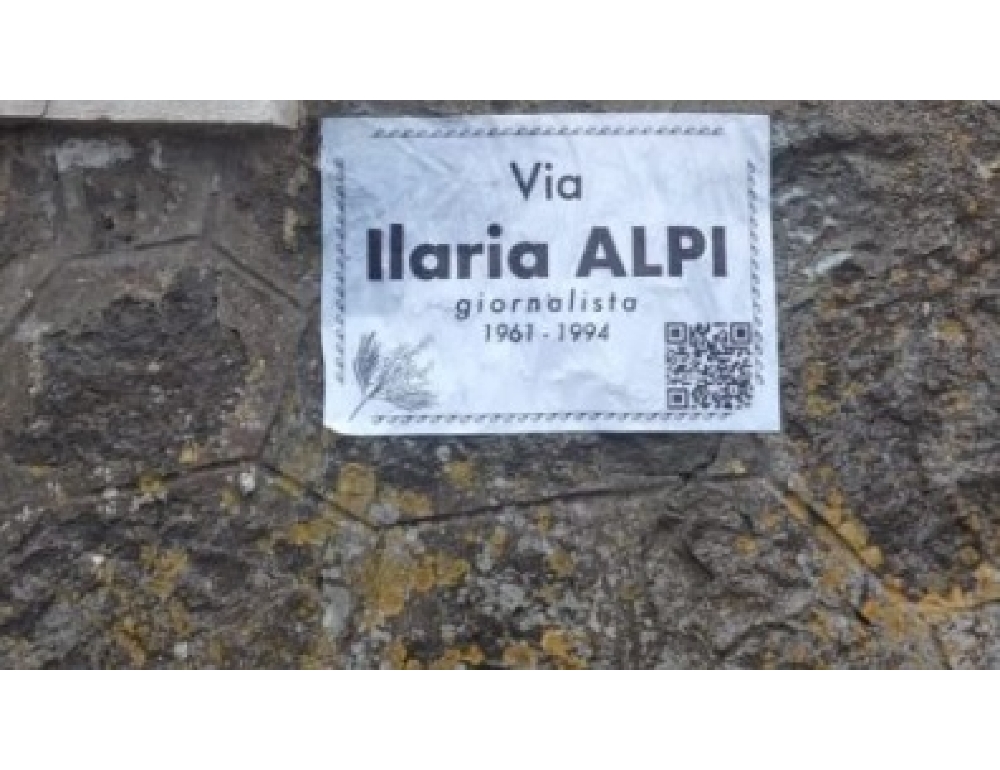 Via
Ilaria ALPI
giornalista
1961 - 1994